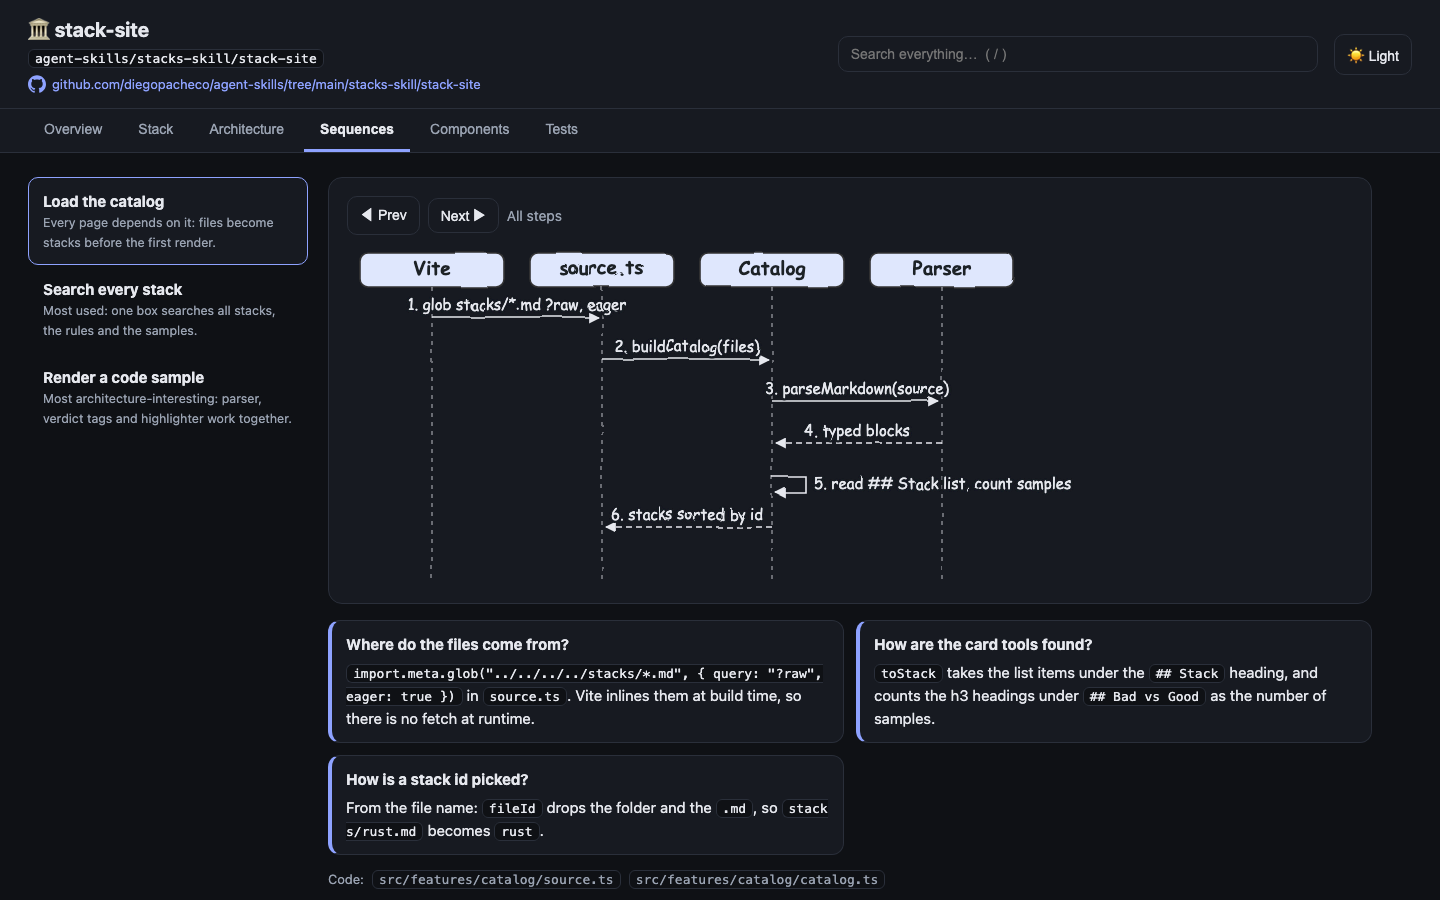 stack-site
agent-skills/stacks-skill/stack-site
github.com/diegopacheco/agent-skills/tree/main/stacks-skill/stack-site
Search everything... ( / )
Light
Overview
Stack
Architecture
Sequences
Components
Tests
Load the catalog
Every page depends on it: files become
stacks before the first render.
Search every stack
Most used: one box searches all stacks,
the rules and the samples.
Render a code sample
Most architecture-interesting: parser,
verdict tags and highlighter work together.
Prev
Next
All steps
Vite
source.ts
Catalog
Parser
1. glob stacks/*.md ?raw, eager
2. buildCatalog(files)
3. parseMarkdown(source)
4. typed blocks
5. read ## Stack list, count samples
6. stacks sorted by id
Where do the files come from?
import.meta.glob("../../../../stacks/*.md", { query: "?raw",
eager: true }) in source.ts. Vite inlines them at build time, so
there is no fetch at runtime.
How are the card tools found?
toStack takes the list items under the ## Stack heading, and
counts the h3 headings under ## Bad vs Good as the number of
samples.
How is a stack id picked?
From the file name: fileId drops the folder and the .md, so stack
s/rust.md becomes rust.
Code: src/features/catalog/source.ts src/features/catalog/catalog.ts